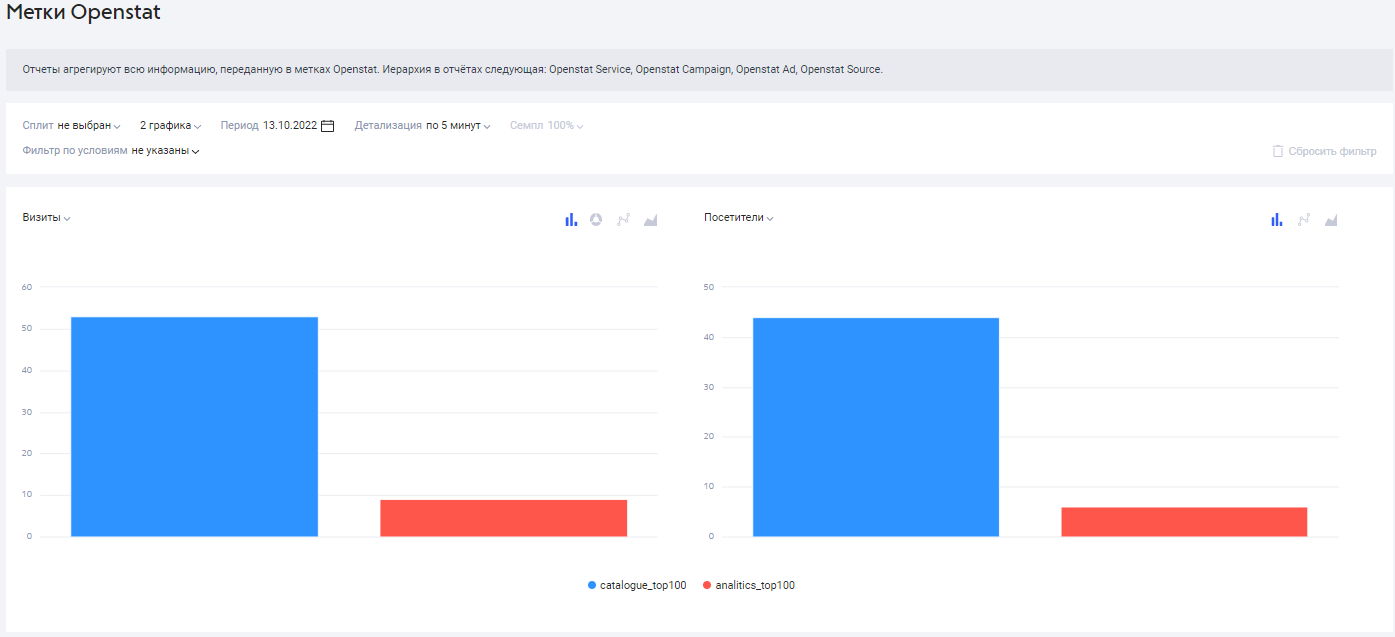 Метки Openstat
Отчеты агрегируют всю информацию, переданную в метках Openstat. Иерархия в отчётах следующая: Openstat Service, Openstat Campaign, Openstat Ad, Openstat Source.
Сплит не выбран 2 графика Период 13.10.2022 Детализация по 5 минут Семпл 100%
Фильтр по условиям не указаны Сбросить фильтр
Визиты
60
50
40
30
20
10
0
Посетители
50
40
30
20
10
0
catalogue_top100 analitics_top100